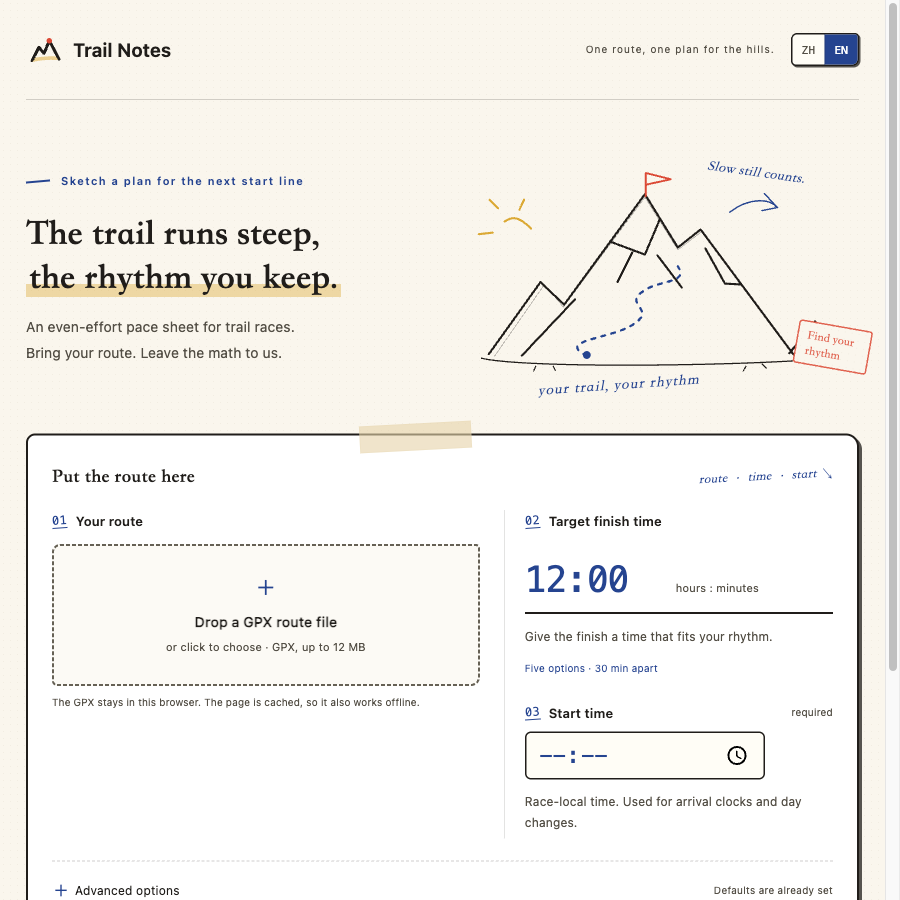 Trail Notes
One route, one plan for the hills.
ZH
EN
Sketch a plan for the next start line
The trail runs steep,
the rhythm you keep.
An even-effort pace sheet for trail races.
Bring your route. Leave the math to us.
Slow still counts.
Find your
rhythm
your trail, your rhythm
Put the route here
route · time · start ↘
01 Your route
+
Drop a GPX route file
or click to choose · GPX, up to 12 MB
The GPX stays in this browser. The page is cached, so it also works offline.
02 Target finish time
12:00 hours : minutes
Give the finish a time that fits your rhythm.
Five options · 30 min apart
03 Start time required
--:--
Race-local time. Used for arrival clocks and day
changes.
+ Advanced options
Defaults are already set